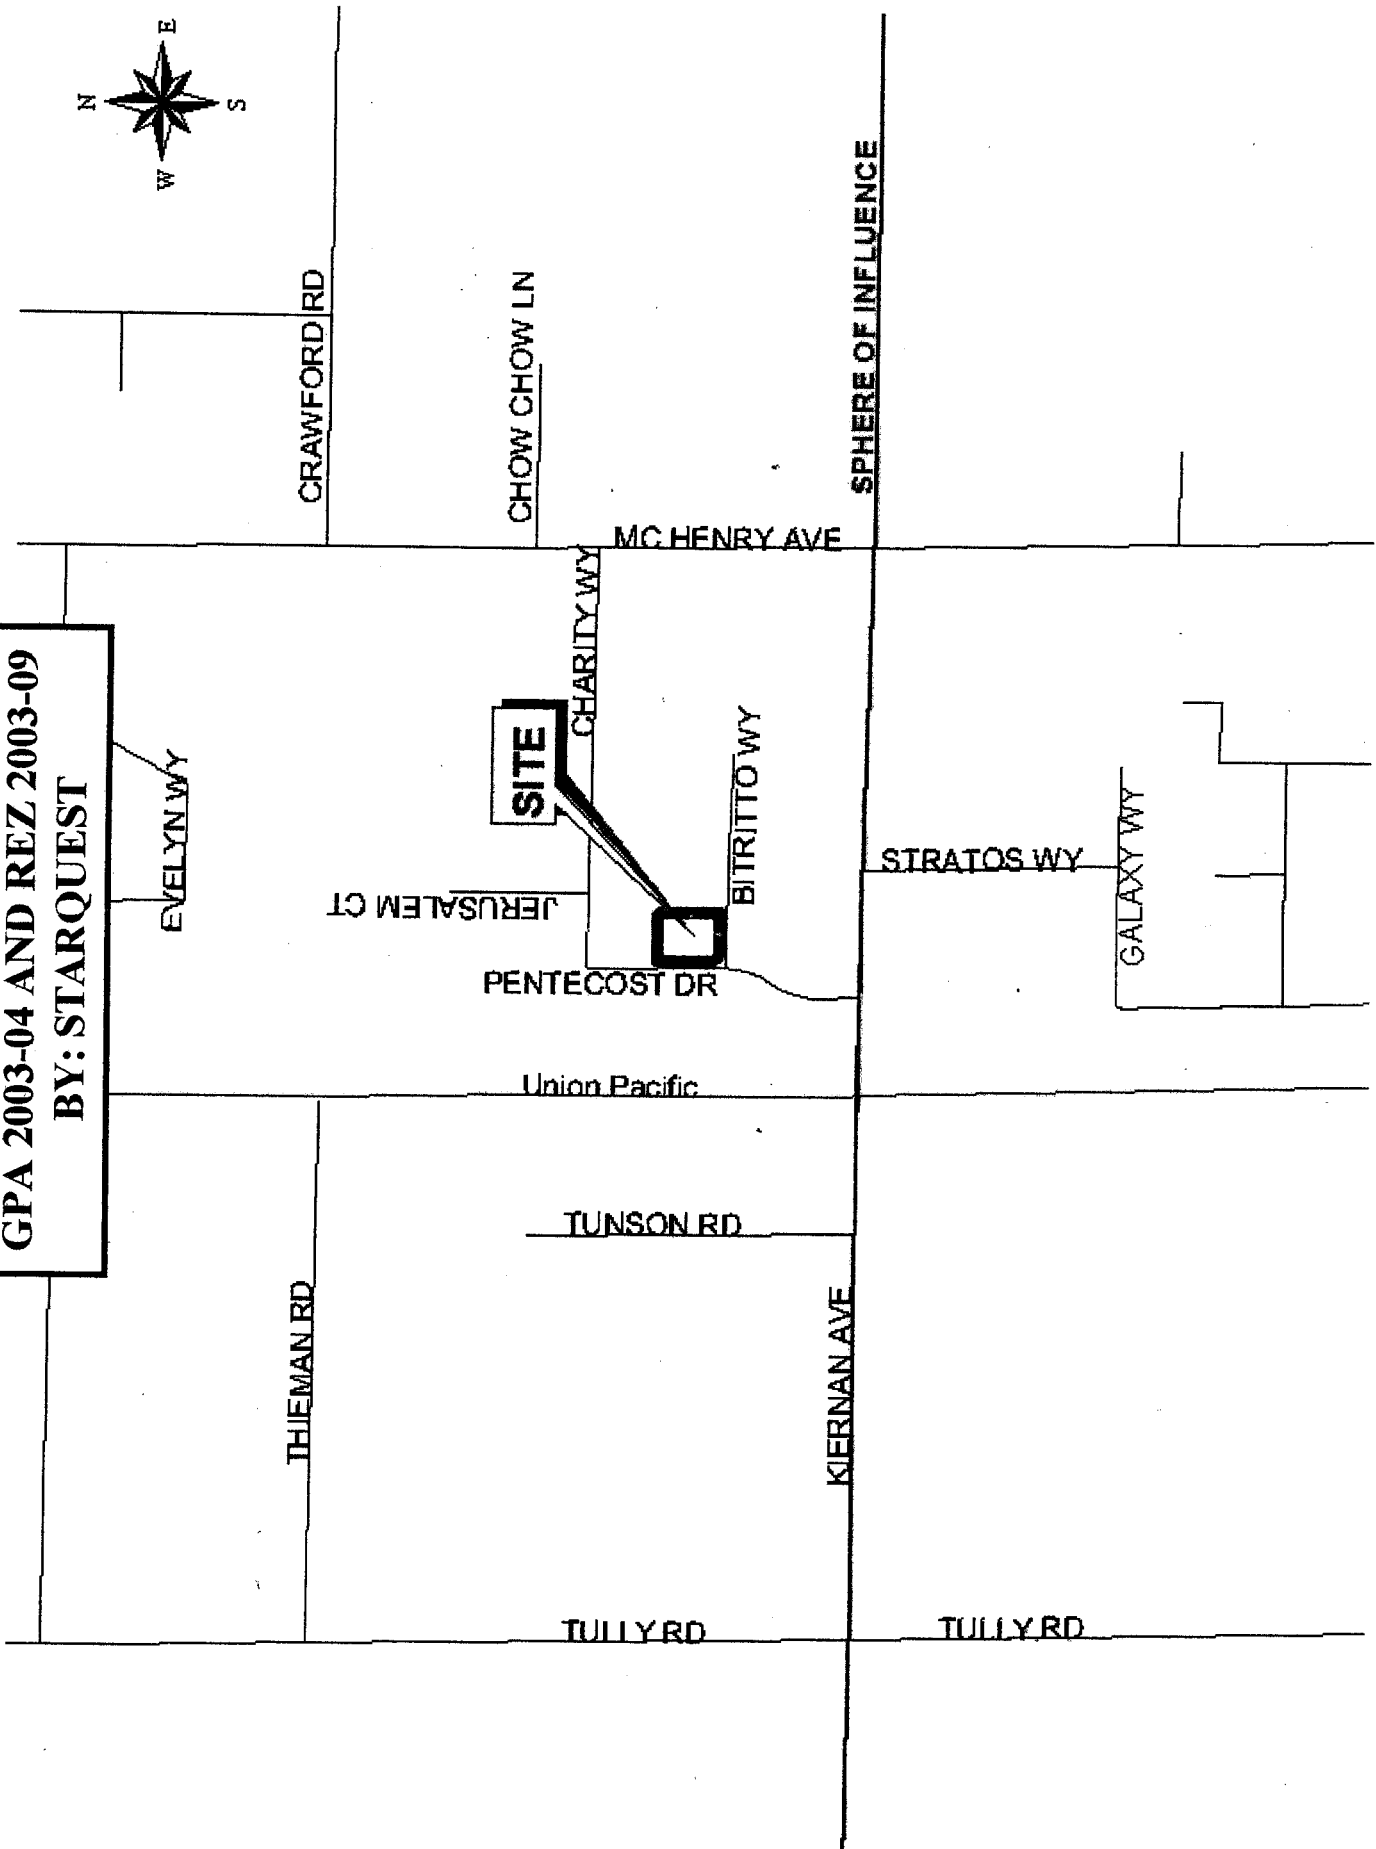 GPA 2003-04 AND REZ 2003-09
BY: STARQUEST
N
E
S
W
EVELYN WY
CRAWFORD RD
CHOW CHOW LN
THIEMAN RD
JERUSALEM CT
SITE
CHARITY WY
MC HENRY AVE
PENTECOST DR
BITRITTO WY
Union Pacific
TUNSON RD
TULLY RD
KIERNAN AVE
SPHERE OF INFLUENCE
STRATOS WY
TULLY RD
GALAXY WY